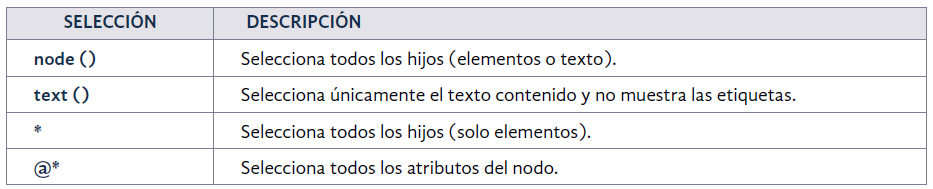 SELECCIÓN DESCRIPCIÓN
node () Selecciona todos los hijos (elementos o texto).
text () Selecciona únicamente el texto contenido y no muestra las etiquetas.
* Selecciona todos los hijos (solo elementos).
@* Selecciona todos los atributos del nodo.